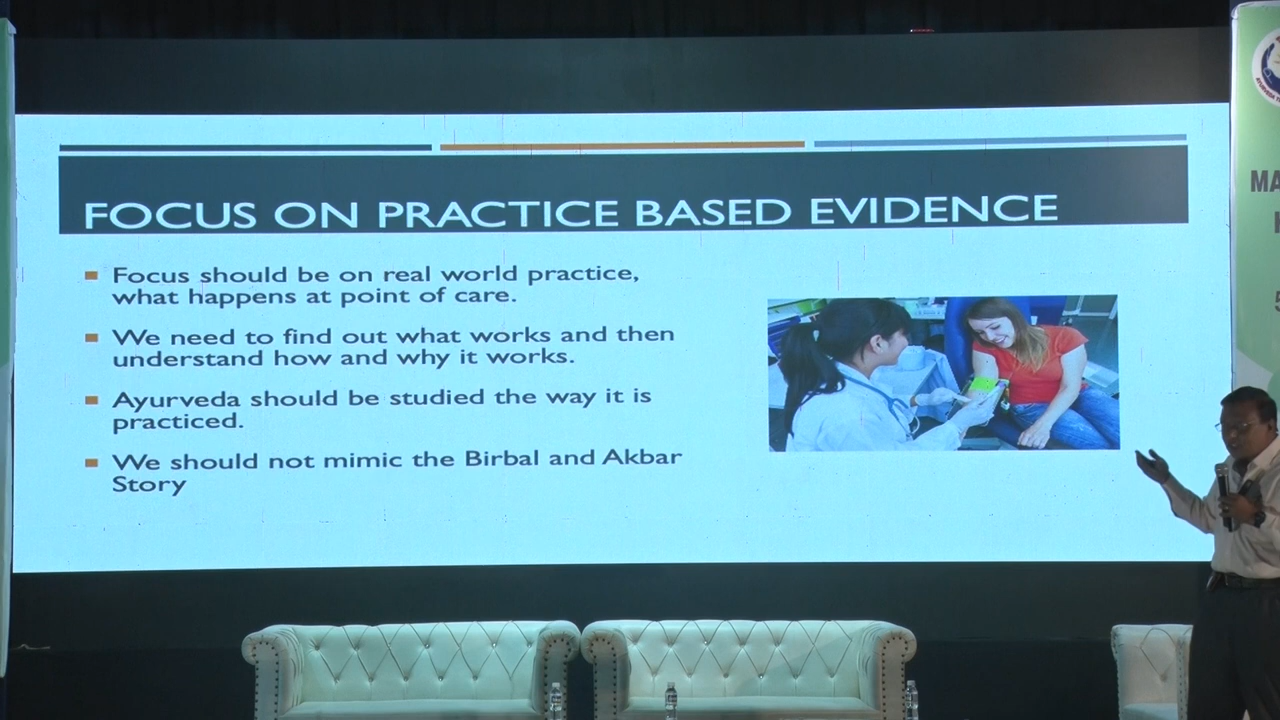 FOCUS ON PRACTICE BASED EVIDENCE
Focus should be on real world practice,
what happens at point of care.
We need to find out what works and then
understand how and why it works.
Ayurveda should be studied the way it is
practiced.
We should not mimic the Birbal and Akbar
Story
MA
5